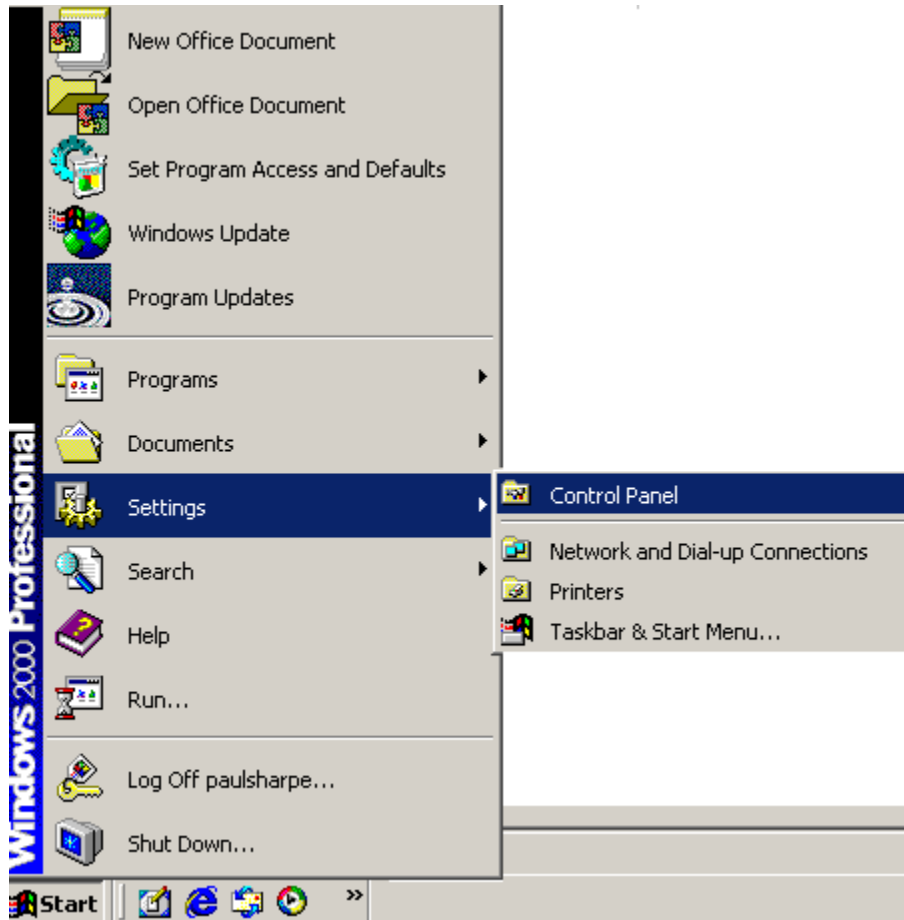 New Office Document
Open Office Document
Set Program Access and Defaults
Windows Update
Program Updates
Programs
Documents
Settings
Search
Help
Run...
Log Off paulsharpe...
Shut Down...
Control Panel
Network and Dial-up Connections
Printers
Taskbar & Start Menu...
Windows 2000 Professional
Start
»